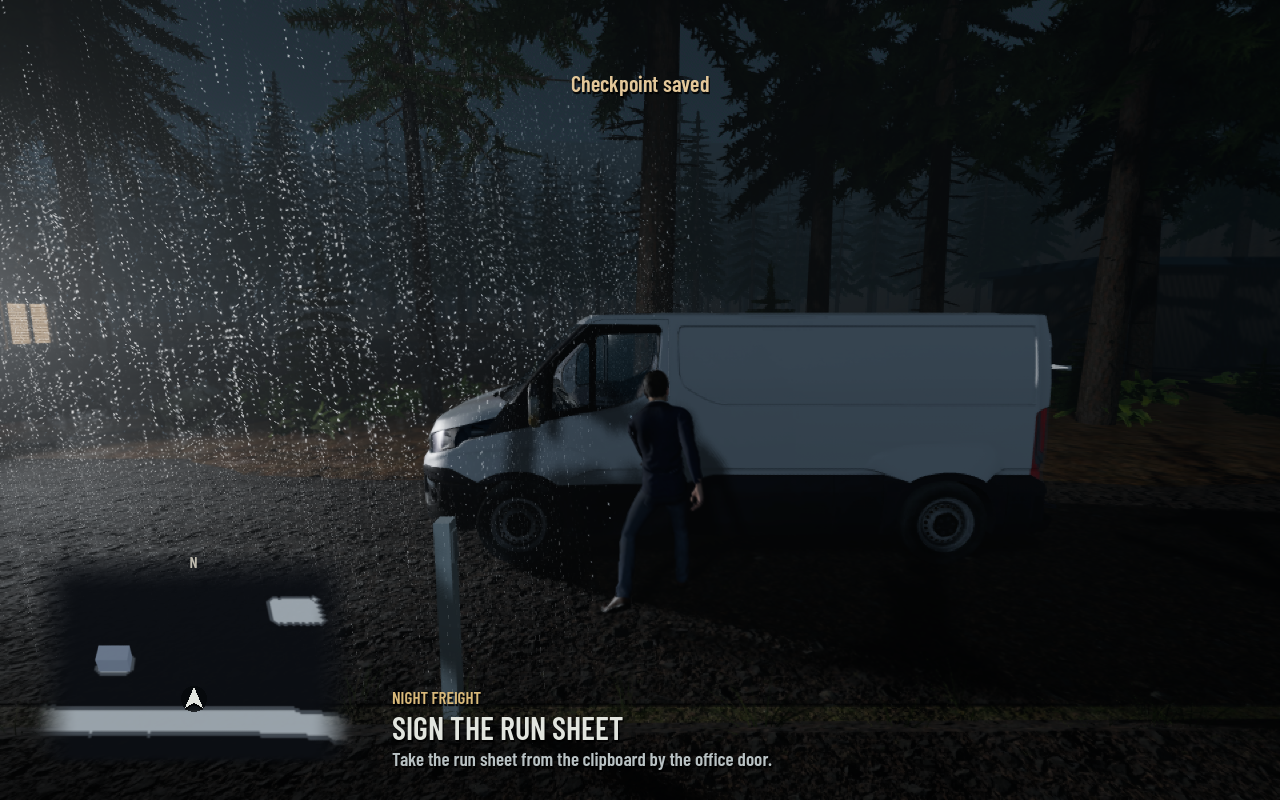 Checkpoint saved
N
NIGHT FREIGHT
SIGN THE RUN SHEET
Take the run sheet from the clipboard by the office door.